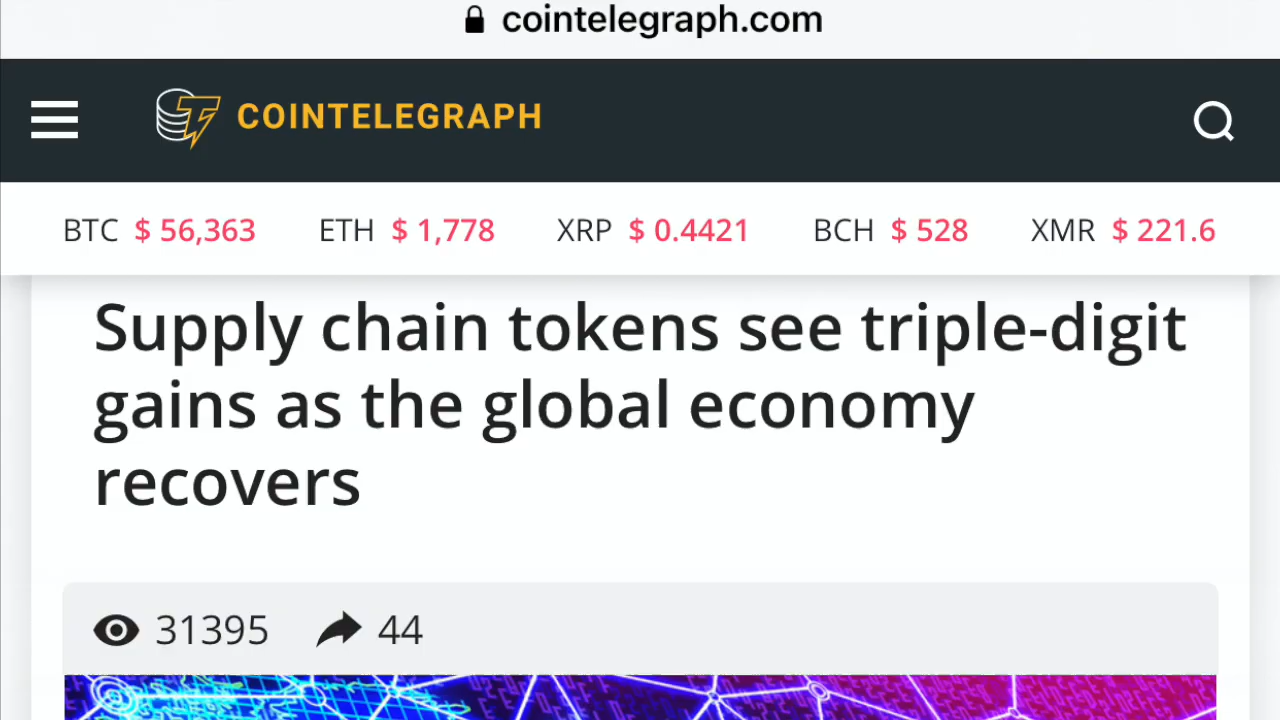 cointelegraph.com
COINTELEGRAPH
BTC $ 56,363 ETH $ 1,778 XRP $ 0.4421 BCH $ 528 XMR $ 221.6
Supply chain tokens see triple-digit
gains as the global economy
recovers
31395 44